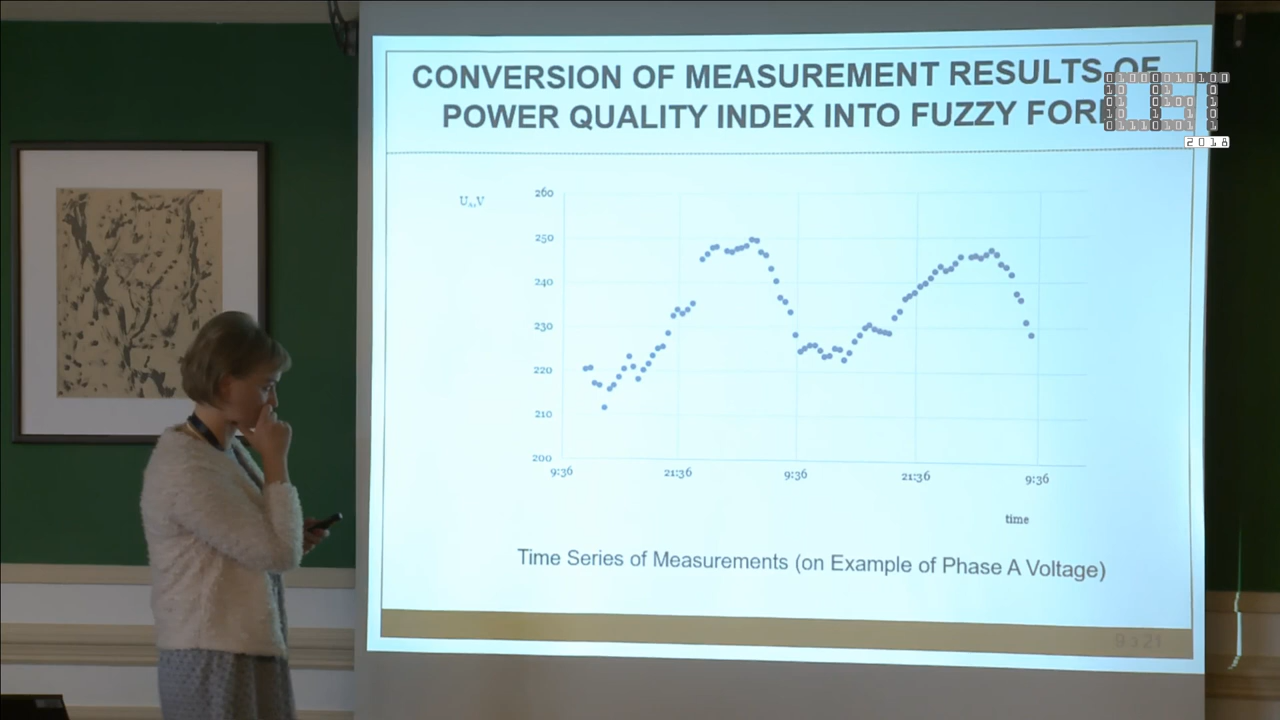 CONVERSION OF MEASUREMENT RESULTS OF
POWER QUALITY INDEX INTO FUZZY
2018
UA,V
260
250
240
230
220
210
200
9:36
21:36
9:36
21:36
9:36
time
Time Series of Measurements (on Example of Phase A Voltage)